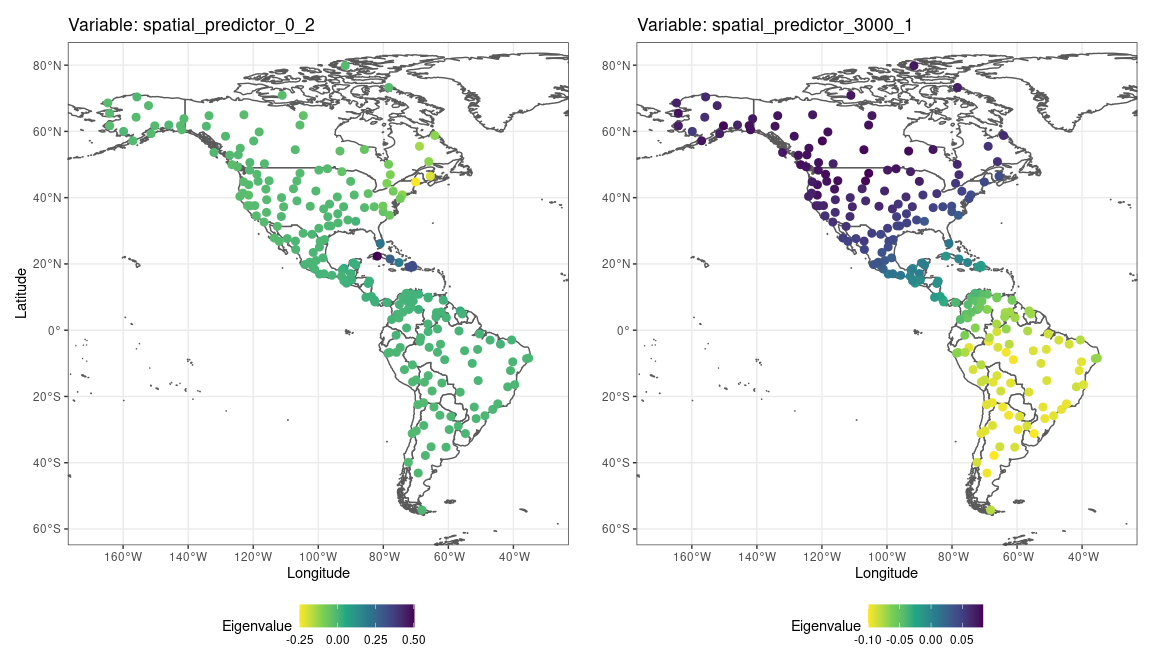 Variable: spatial_predictor_0_2
Variable: spatial_predictor_3000_1
Latitude
80°N
60°N
40°N
20°N
0°
20°S
40°S
60°S
160°W 140°W 120°W 100°W 80°W 60°W 40°W
Longitude
Eigenvalue
-0.25 0.00 0.25 0.50
80°N
60°N
40°N
20°N
0°
20°S
40°S
60°S
160°W 140°W 120°W 100°W 80°W 60°W 40°W
Longitude
Eigenvalue
-0.10 -0.05 0.00 0.05